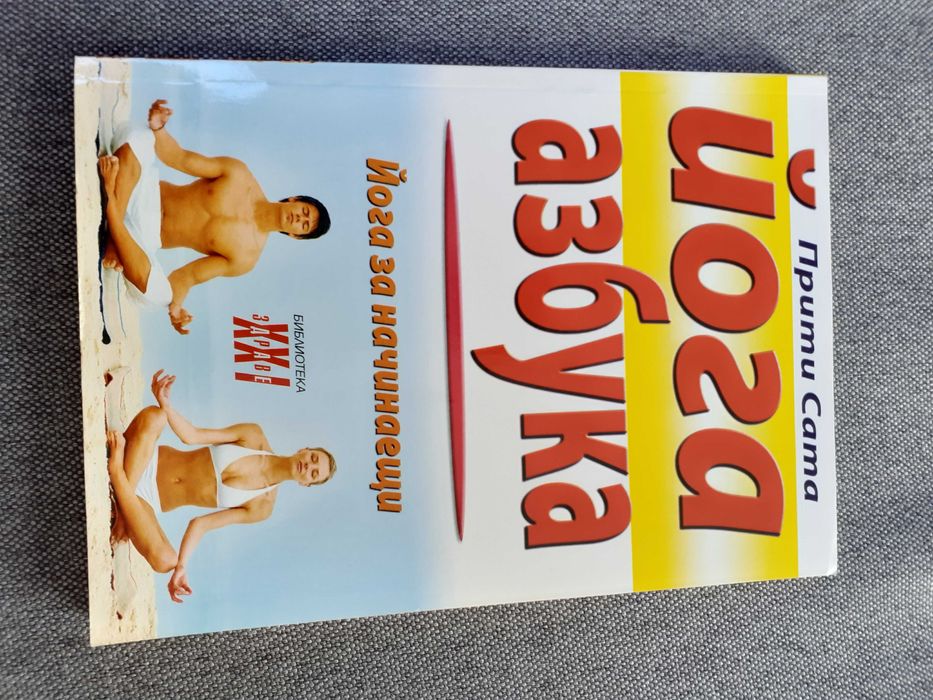 Прити Сата
йога
азбука
Йога за начинаещи
БИБЛИОТЕКА
XXI
ЗДРАВЕ